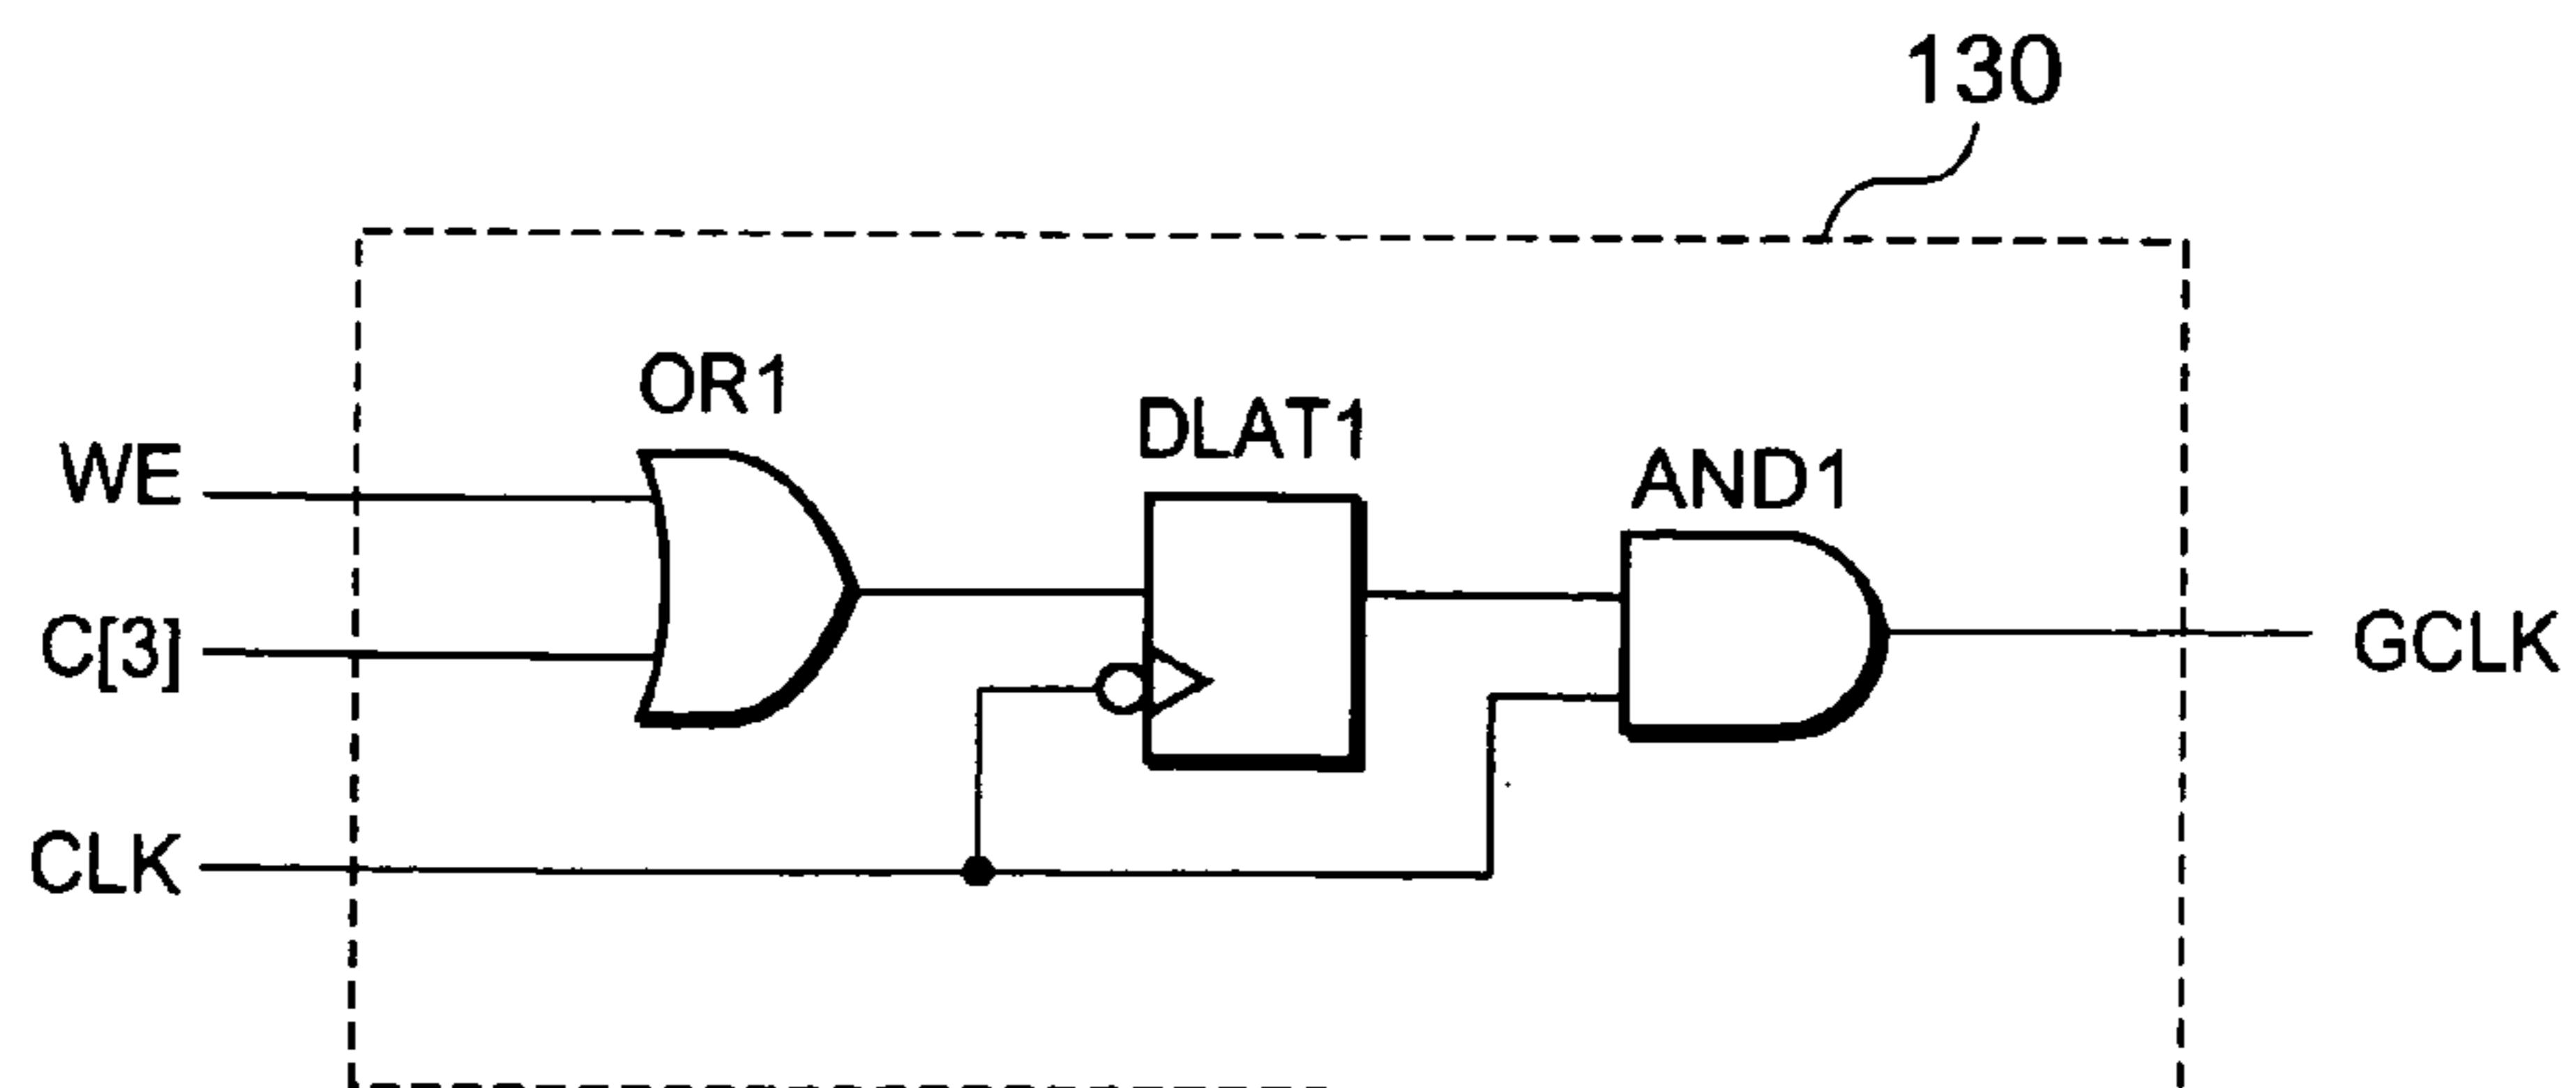 130
OR1
DLAT1
AND1
WE
C[3]
CLK
GCLK